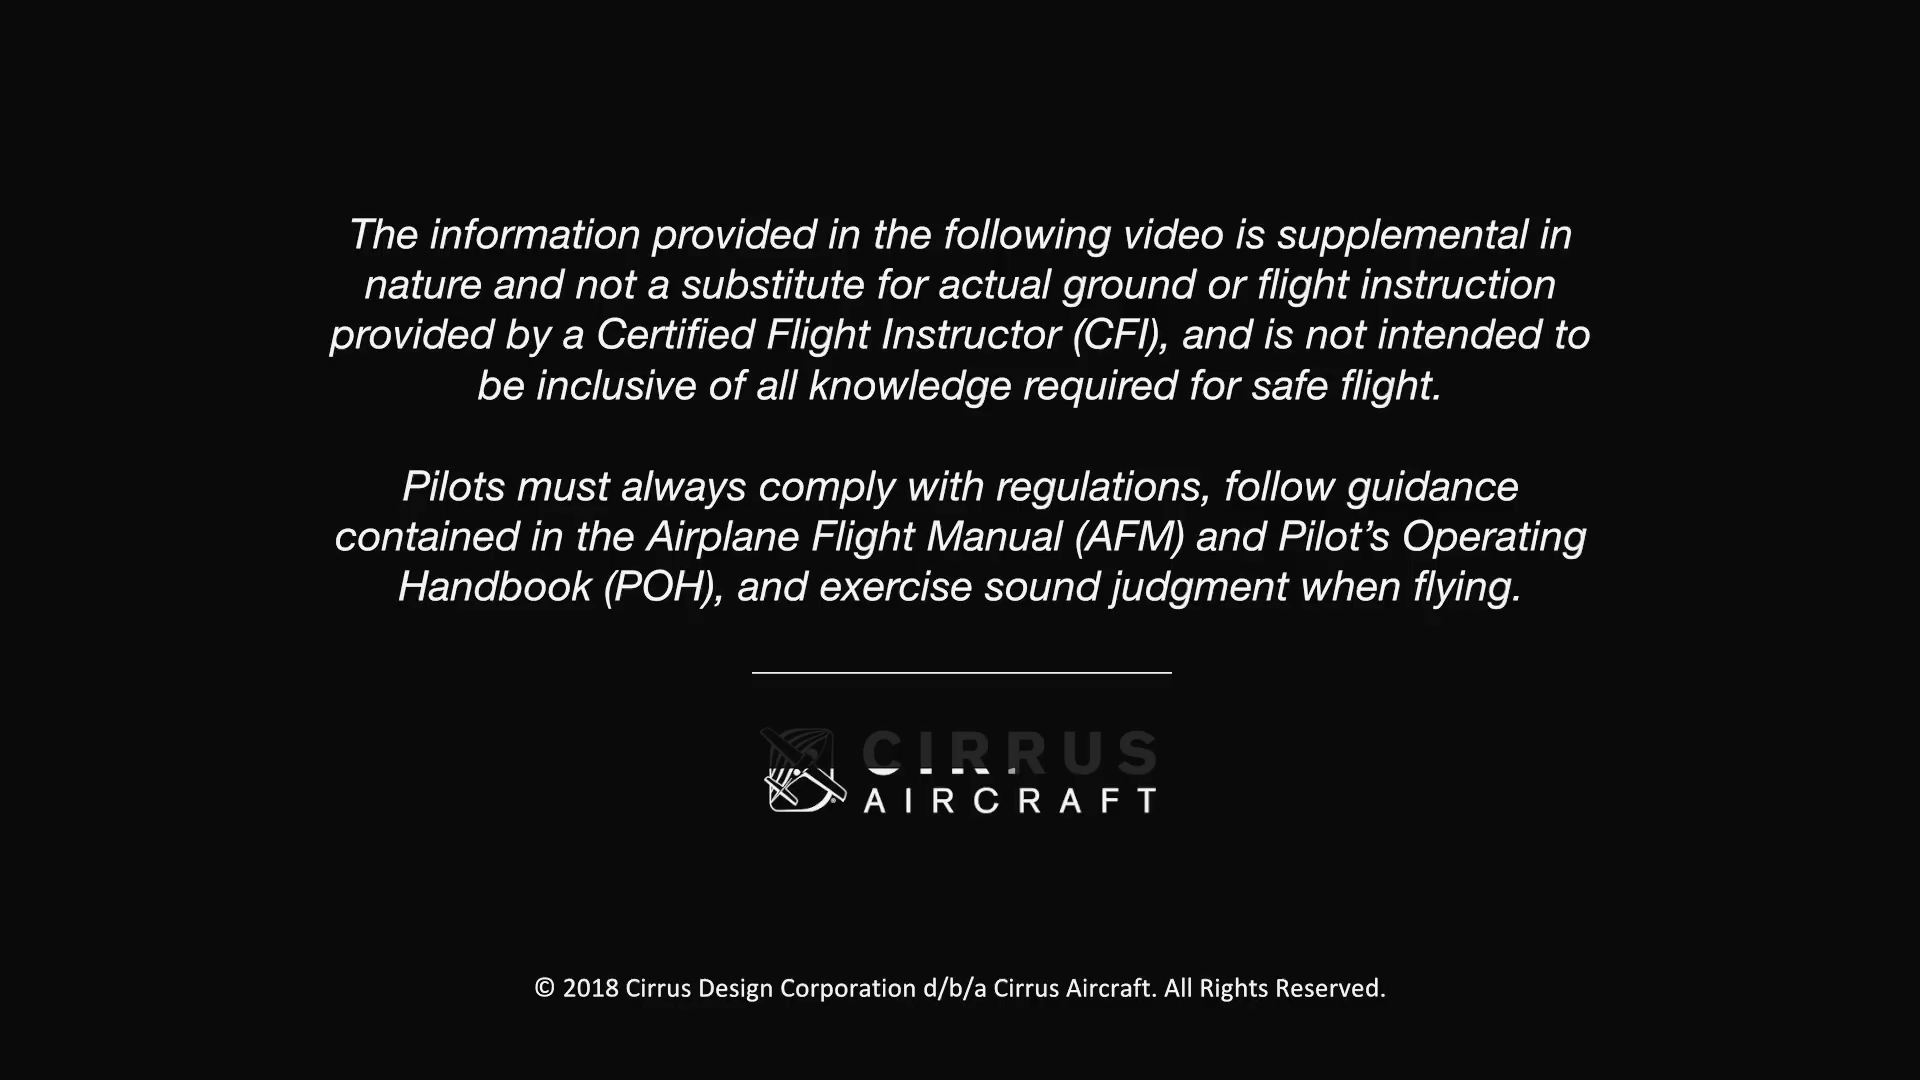 The information provided in the following video is supplemental in
nature and not a substitute for actual ground or flight instruction
provided by a Certified Flight Instructor (CFI), and is not intended to
be inclusive of all knowledge required for safe flight.
Pilots must always comply with regulations, follow guidance
contained in the Airplane Flight Manual (AFM) and Pilot’s Operating
Handbook (POH), and exercise sound judgment when flying.
CIRRUS
AIRCRAFT
© 2018 Cirrus Design Corporation d/b/a Cirrus Aircraft. All Rights Reserved.